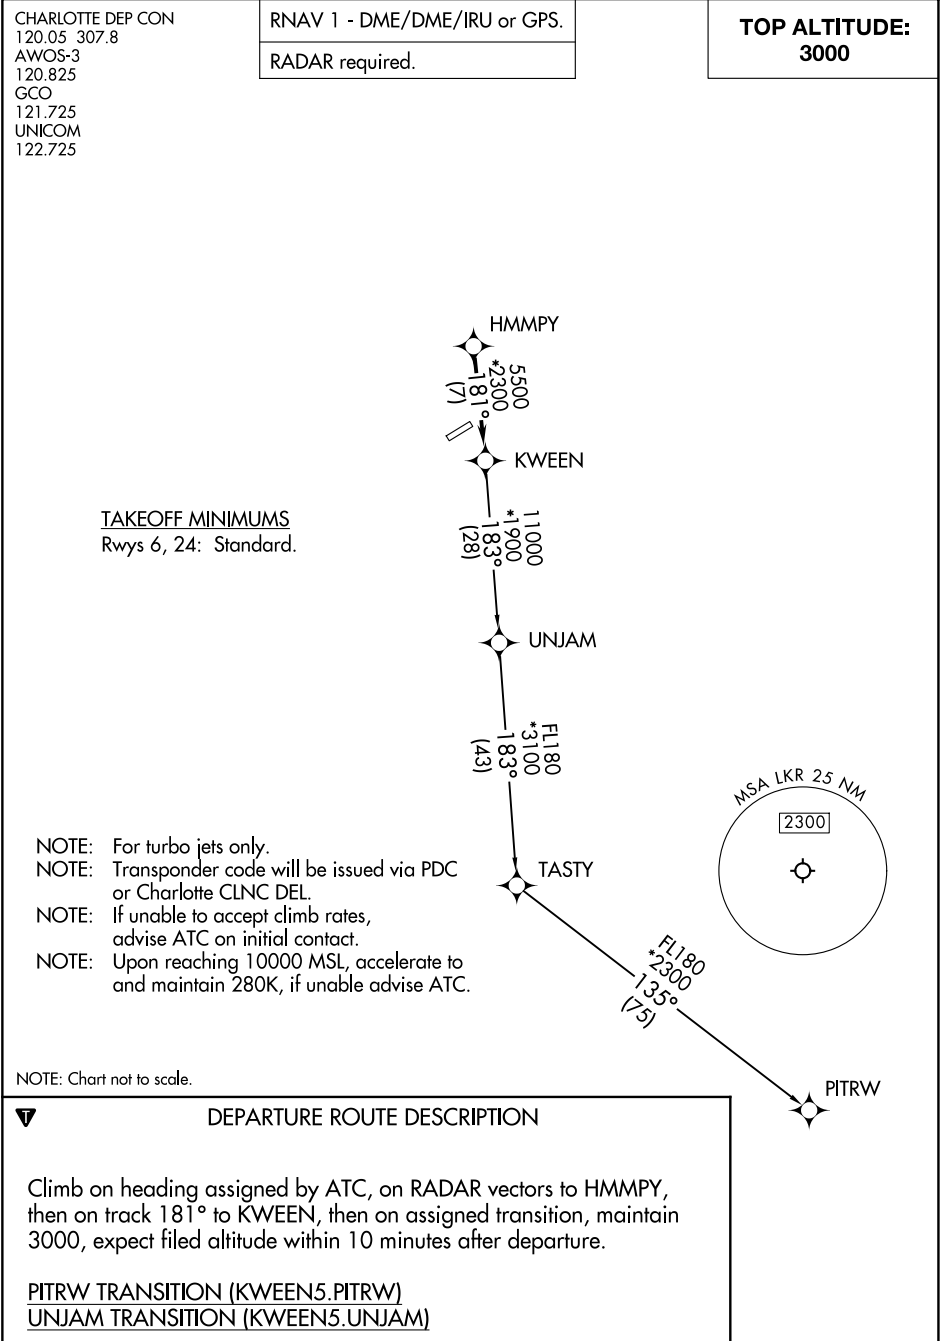 CHARLOTTE DEP CON
120.05 307.8
AWOS-3
120.825
GCO
121.725
UNICOM
122.725
RNAV 1 - DME/DME/IRU or GPS.
RADAR required.
TOP ALTITUDE:
3000
HMMPY
5500
*2300
181°
(7)
KWEEN
TAKEOFF MINIMUMS
Rwys 6, 24: Standard.
11000
*1900
183°
(28)
UNJAM
FL180
*3100
183°
(43)
MSA LKR 25 NM
2300
TASTY
NOTE: For turbo jets only.
NOTE: Transponder code will be issued via PDC
or Charlotte CLNC DEL.
NOTE: If unable to accept climb rates,
advise ATC on initial contact.
NOTE: Upon reaching 10000 MSL, accelerate to
and maintain 280K, if unable advise ATC.
FL180
*2300
135°
(75)
PITRW
NOTE: Chart not to scale.
T
DEPARTURE ROUTE DESCRIPTION
Climb on heading assigned by ATC, on RADAR vectors to HMMPY,
then on track 181° to KWEEN, then on assigned transition, maintain
3000, expect filed altitude within 10 minutes after departure.
PITRW TRANSITION (KWEEN5.PITRW)
UNJAM TRANSITION (KWEEN5.UNJAM)